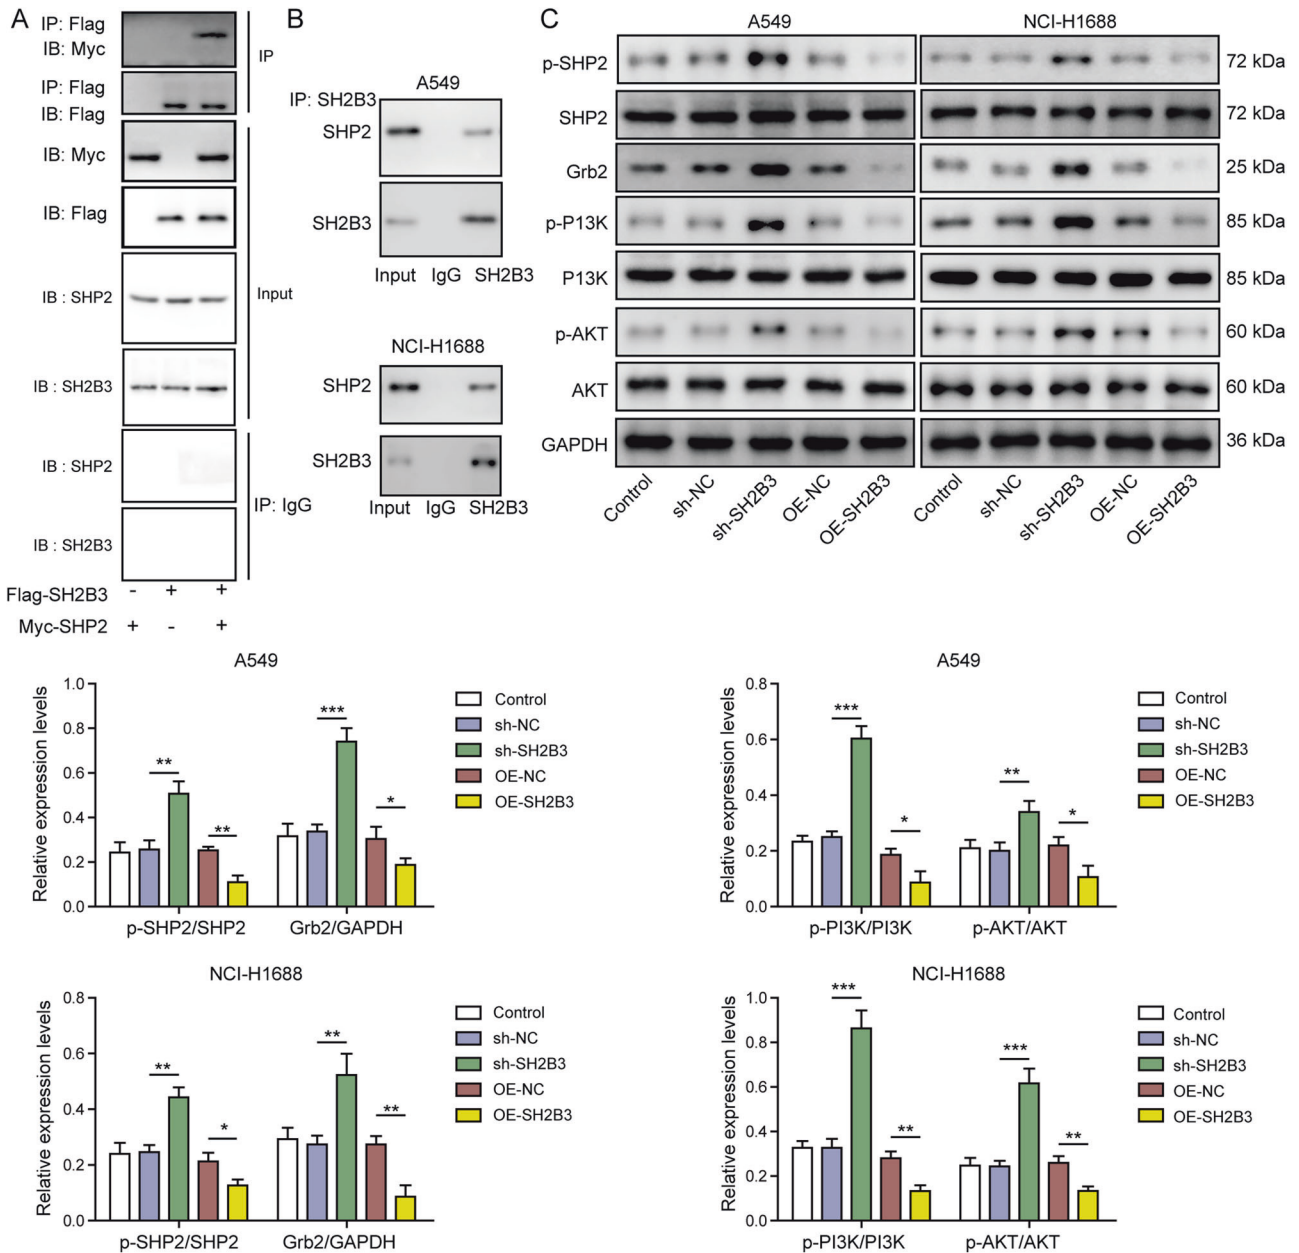 A
IP: Flag
IB: Myc
IP: Flag
IB: Flag
IP
IB: Myc
IB: Flag
IB : SHP2
IB : SH2B3
Input
IB : SHP2
IB : SH2B3
IP: IgG
Flag-SH2B3 - + +
Myc-SHP2 + - +
B
A549
IP: SH2B3
SHP2
SH2B3
Input IgG SH2B3
NCI-H1688
SHP2
SH2B3
Input IgG SH2B3
C
A549 NCI-H1688
p-SHP2 72 kDa
SHP2 72 kDa
Grb2 25 kDa
p-P13K 85 kDa
P13K 85 kDa
p-AKT 60 kDa
AKT 60 kDa
GAPDH 36 kDa
Control sh-NC sh-SH2B3 OE-NC OE-SH2B3 Control sh-NC sh-SH2B3 OE-NC OE-SH2B3
A549
Relative expression levels
1.0
0.8
0.6
0.4
0.2
0.0
** ** *** *
p-SHP2/SHP2 Grb2/GAPDH
Control
sh-NC
sh-SH2B3
OE-NC
OE-SH2B3
A549
Relative expression levels
0.8
0.6
0.4
0.2
0.0
*** * ** *
p-PI3K/PI3K p-AKT/AKT
Control
sh-NC
sh-SH2B3
OE-NC
OE-SH2B3
NCI-H1688
Relative expression levels
0.8
0.6
0.4
0.2
0.0
** * ** **
p-SHP2/SHP2 Grb2/GAPDH
Control
sh-NC
sh-SH2B3
OE-NC
OE-SH2B3
NCI-H1688
Relative expression levels
1.0
0.8
0.6
0.4
0.2
0.0
*** ** *** **
p-PI3K/PI3K p-AKT/AKT
Control
sh-NC
sh-SH2B3
OE-NC
OE-SH2B3